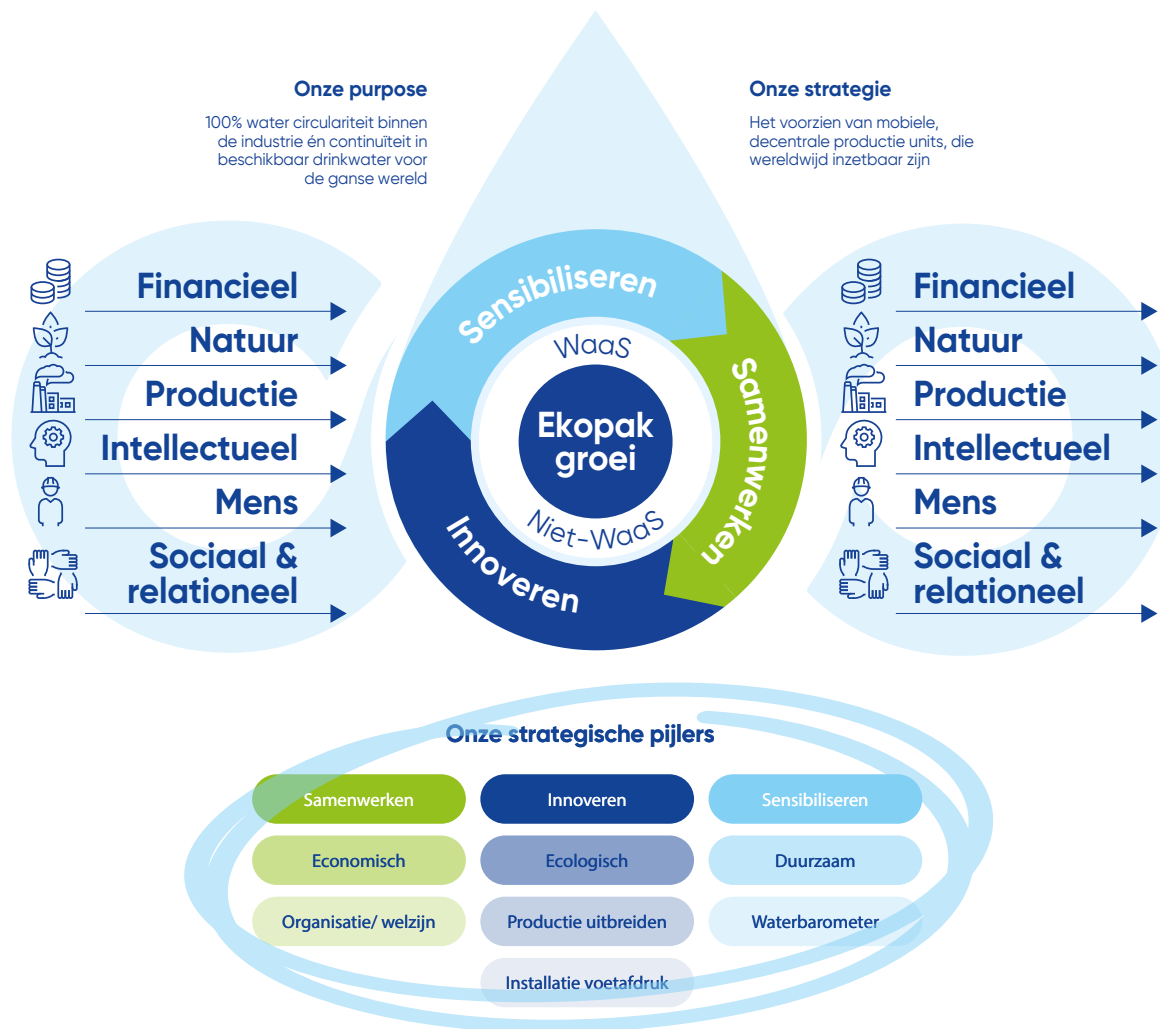 Onze purpose
100% water circulariteit binnen
de industrie én continuïteit in
beschikbaar drinkwater voor
de ganse wereld
Onze strategie
Het voorzien van mobiele,
decentrale productie units, die
wereldwijd inzetbaar zijn
Financieel
Natuur
Productie
Intellectueel
Mens
Sociaal &
relationeel
Sensibiliseren
Samenwerken
Innoveren
WaaS
Ekopak
groei
Niet-WaaS
Financieel
Natuur
Productie
Intellectueel
Mens
Sociaal &
relationeel
Onze strategische pijlers
Samenwerken
Innoveren
Sensibiliseren
Economisch
Ecologisch
Duurzaam
Organisatie/ welzijn
Productie uitbreiden
Waterbarometer
Installatie voetafdruk